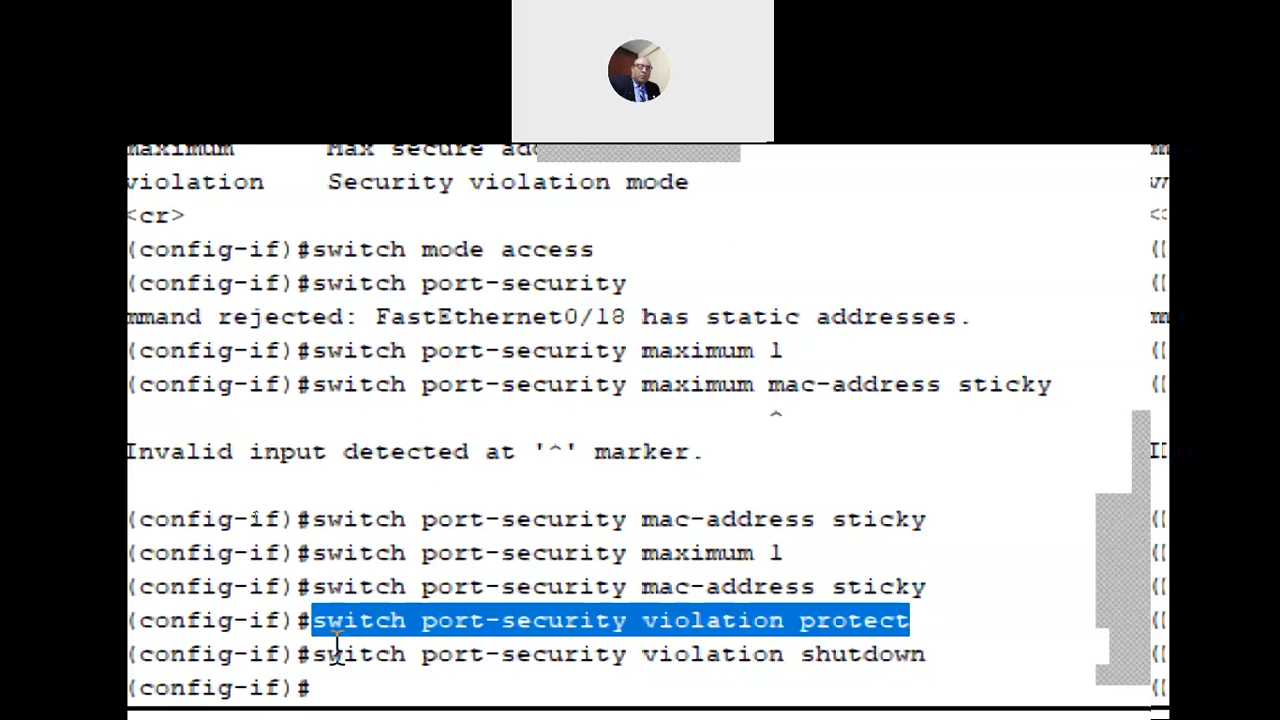 maximum Max secure
violation Security violation mode
<cr>
(config-if)#switch mode access
(config-if)#switch port-security
mmand rejected: FastEthernet0/18 has static addresses.
(config-if)#switch port-security maximum 1
(config-if)#switch port-security maximum mac-address sticky
^
Invalid input detected at '^' marker.
(config-if)#switch port-security mac-address sticky
(config-if)#switch port-security maximum 1
(config-if)#switch port-security mac-address sticky
(config-if)#switch port-security violation protect
(config-if)#switch port-security violation shutdown
(config-if)#